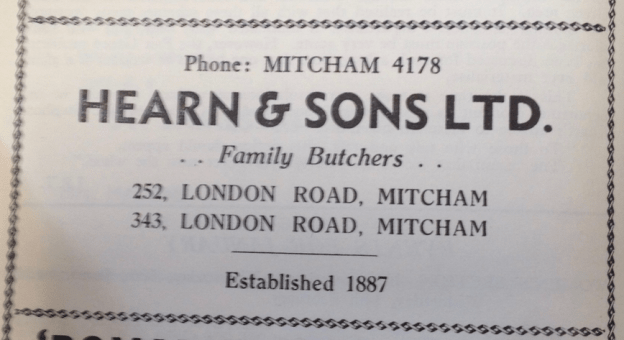 Phone: MITCHAM 4178
HEARN & SONS LTD.
. . Family Butchers . .
252, LONDON ROAD, MITCHAM
343, LONDON ROAD, MITCHAM
Established 1887